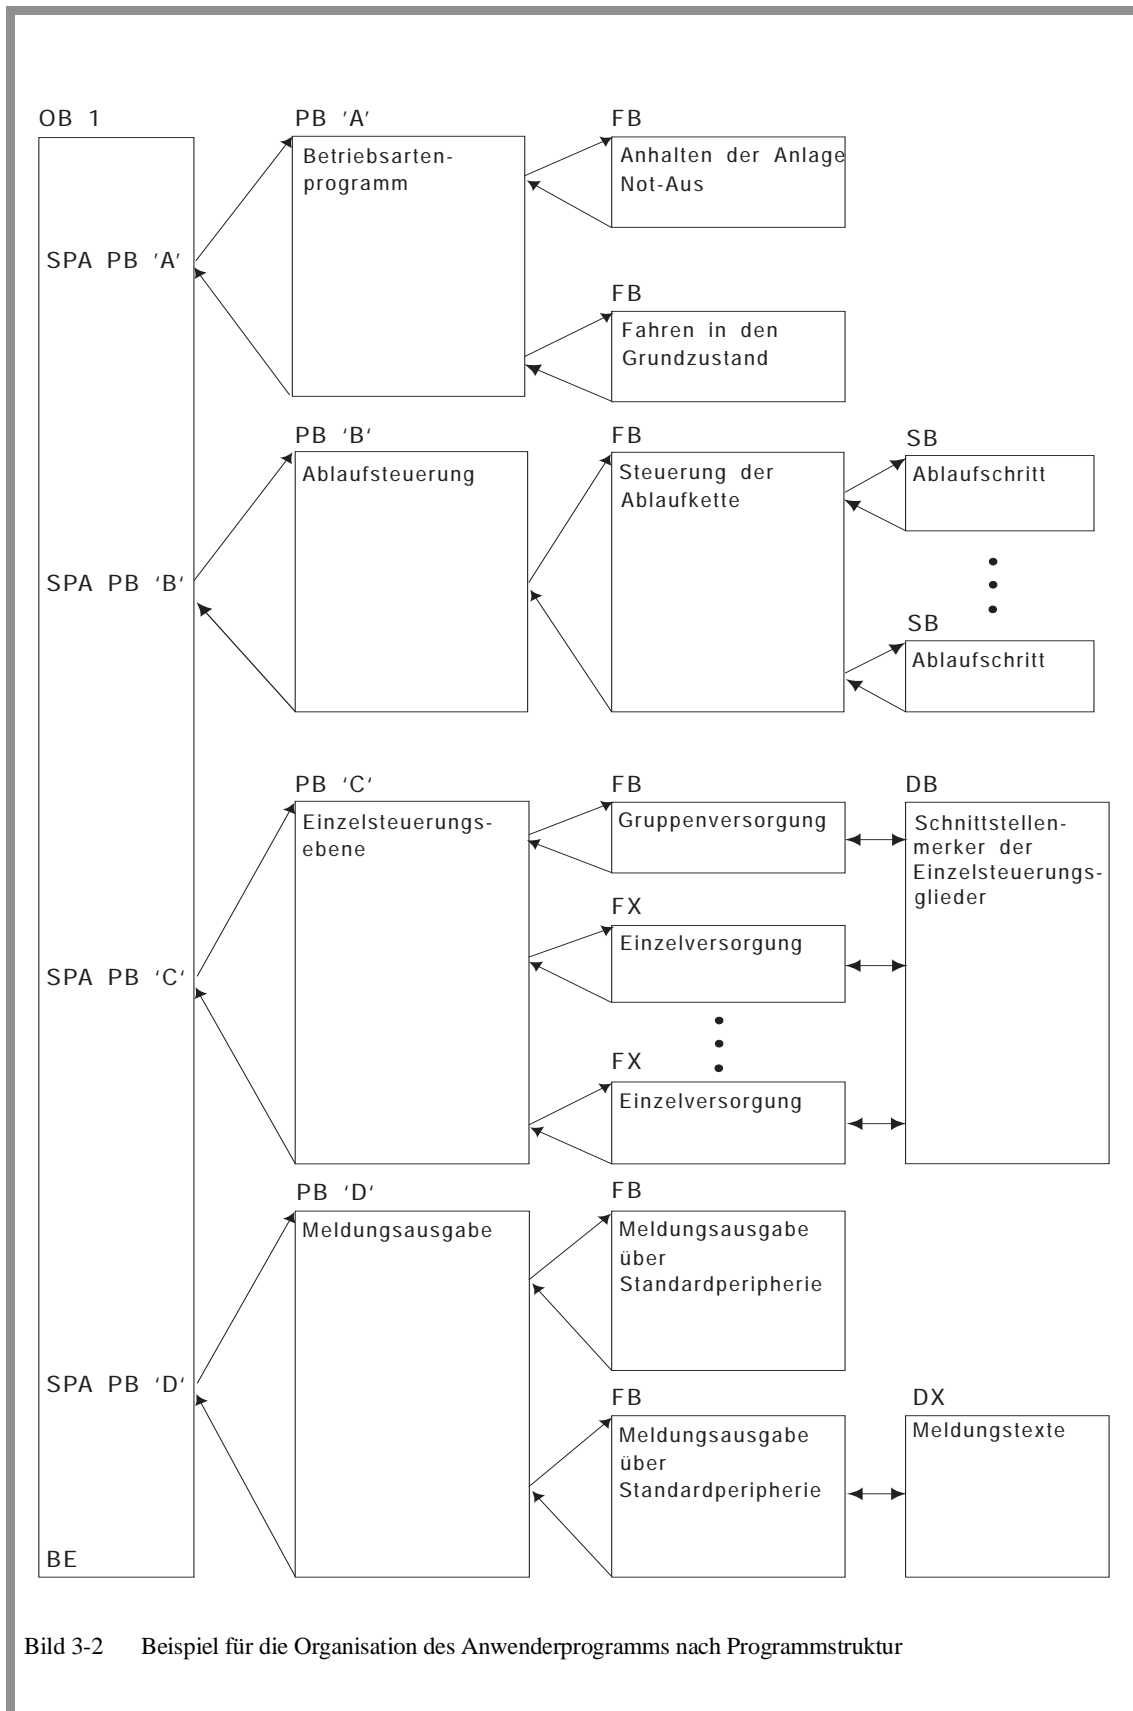 OB 1
SPA PB 'A'
SPA PB ‘B‘
SPA PB ‘C‘
SPA PB ‘D‘
BE
PB ’A’
Betriebsarten-
programm
FB
Anhalten der Anlage
Not-Aus
FB
Fahren in den
Grundzustand
PB ‘B‘
Ablaufsteuerung
FB
Steuerung der
Ablaufkette
SB
Ablaufschritt
SB
Ablaufschritt
PB ‘C‘
Einzelsteuerungs-
ebene
FB
Gruppenversorgung
FX
Einzelversorgung
FX
Einzelversorgung
DB
Schnittstellen-
merker der
Einzelsteuerungs-
glieder
PB ‘D‘
Meldungsausgabe
FB
Meldungsausgabe
über
Standardperipherie
FB
Meldungsausgabe
über
Standardperipherie
DX
Meldungstexte
Bild 3-2 Beispiel für die Organisation des Anwenderprogramms nach Programmstruktur